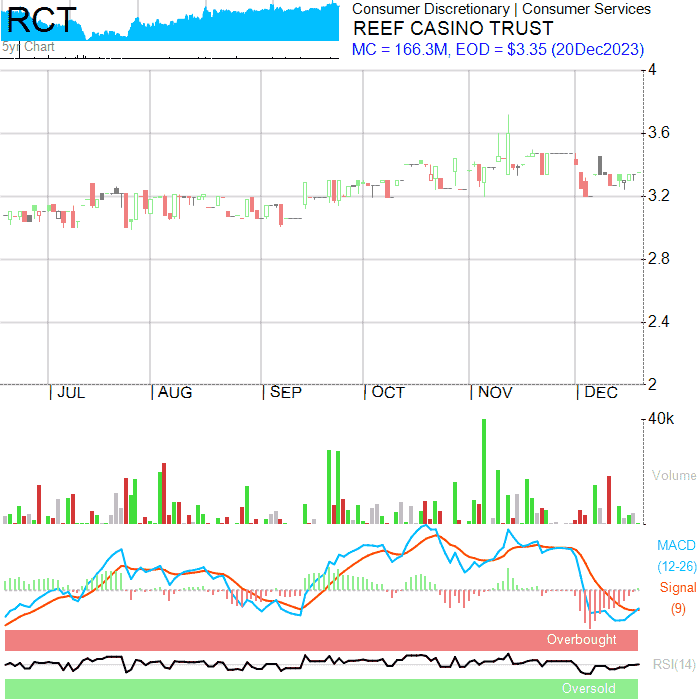 RCT
5yr Chart
Consumer Discretionary | Consumer Services
REEF CASINO TRUST
MC = 166.3M, EOD = $3.35 (20Dec2023)
4
3.6
3.2
2.8
2.4
2
JUL AUG SEP OCT NOV DEC
40k
Volume
MACD
(12-26)
Signal
(9)
Overbought
RSI(14)
Oversold